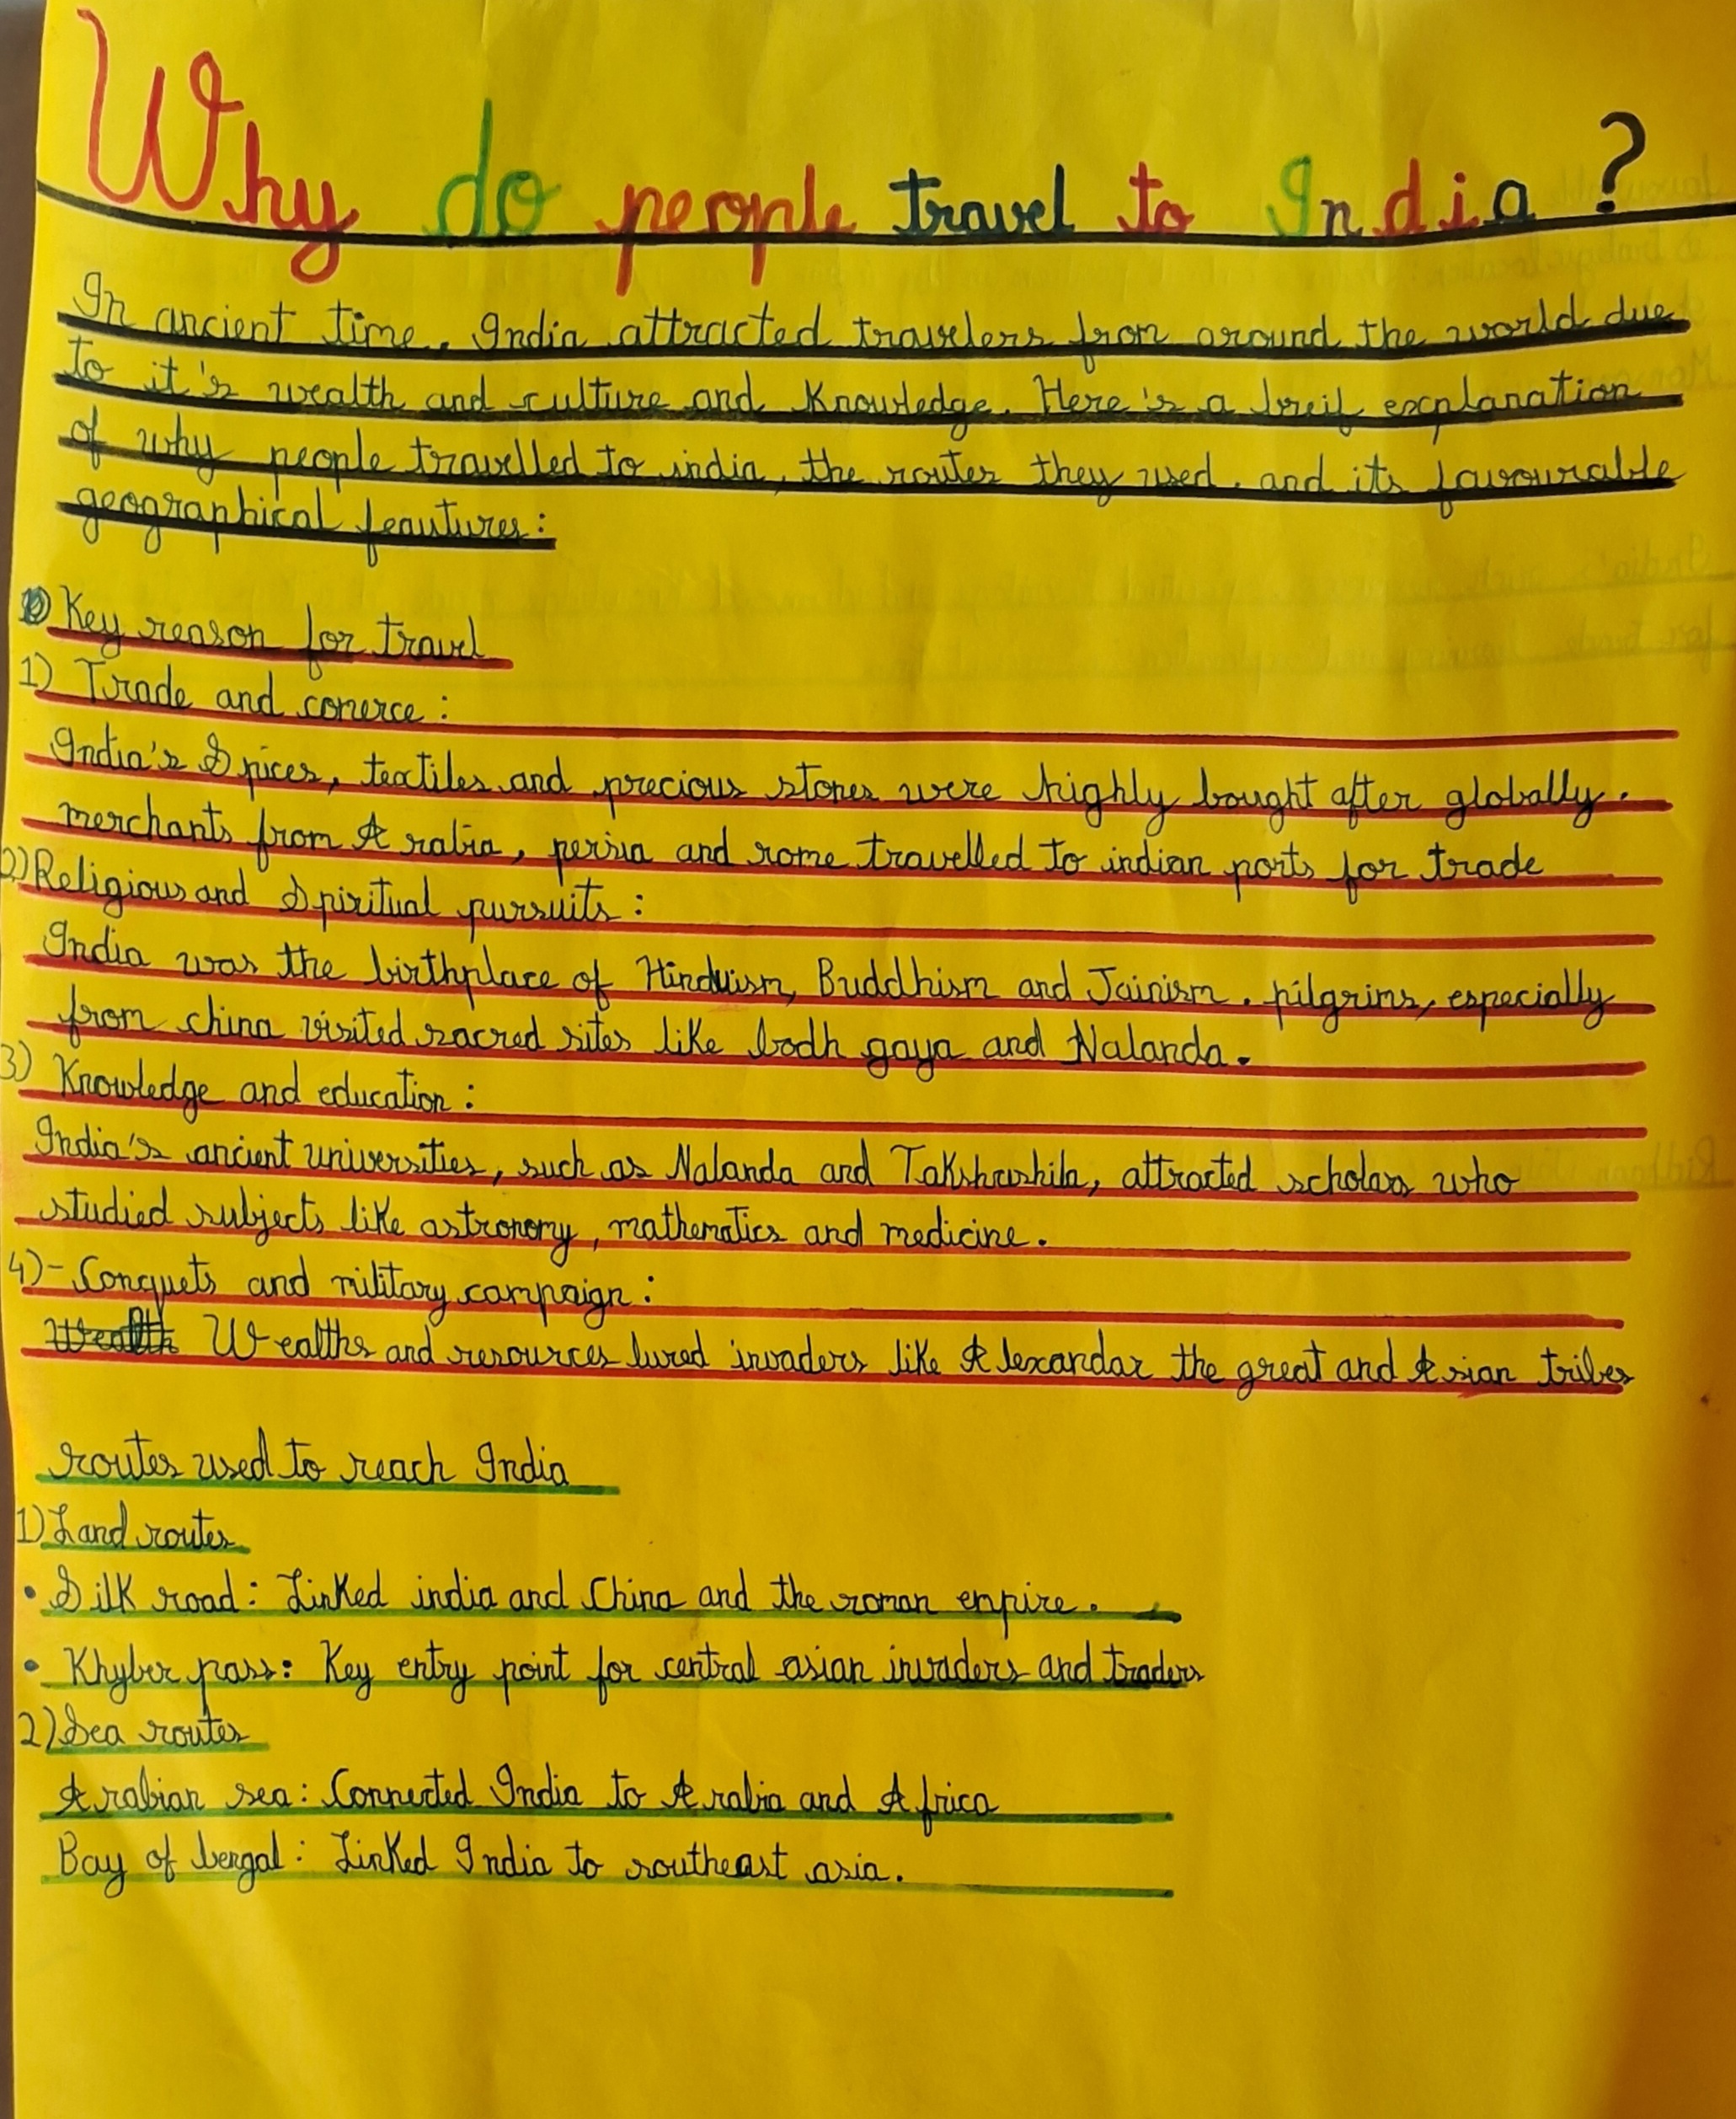 Why do people travel to India ?
In ancient time, India attracted travelers from around the world due
to it's wealth and culture and Knowledge. Here's a breif explanation
of why people travelled to india, the routes they used, and its favourable
geographical feautures:
Key reason for travel
1) Trade and comerce :
India's Spices, textiles and precious stones were highly bought after globally.
merchants from Arabia, persia and rome travelled to indian ports for trade
2) Religious and Spiritual pursuits :
India was the birthplace of Hinduism, Buddhism and Jainism. pilgrims, especially
from china visited sacred sites like bodh gaya and Nalanda.
3) Knowledge and education :
India's ancient universities, such as Nalanda and Takshashila, attracted scholars who
studied subjects like astronomy, mathematics and medicine.
4)- Conquets and military campaign :
Wealths and resources lured invaders like Alexandar the great and Asian tribes
routes used to reach India
1) Land routes
• Silk road : Linked india and China and the roman empire.
• Khyber pass : Key entry point for central asian invaders and traders
2) Sea routes
Arabian sea : Connected India to Arabia and Africa
Bay of bengal : Linked India to southeast asia.